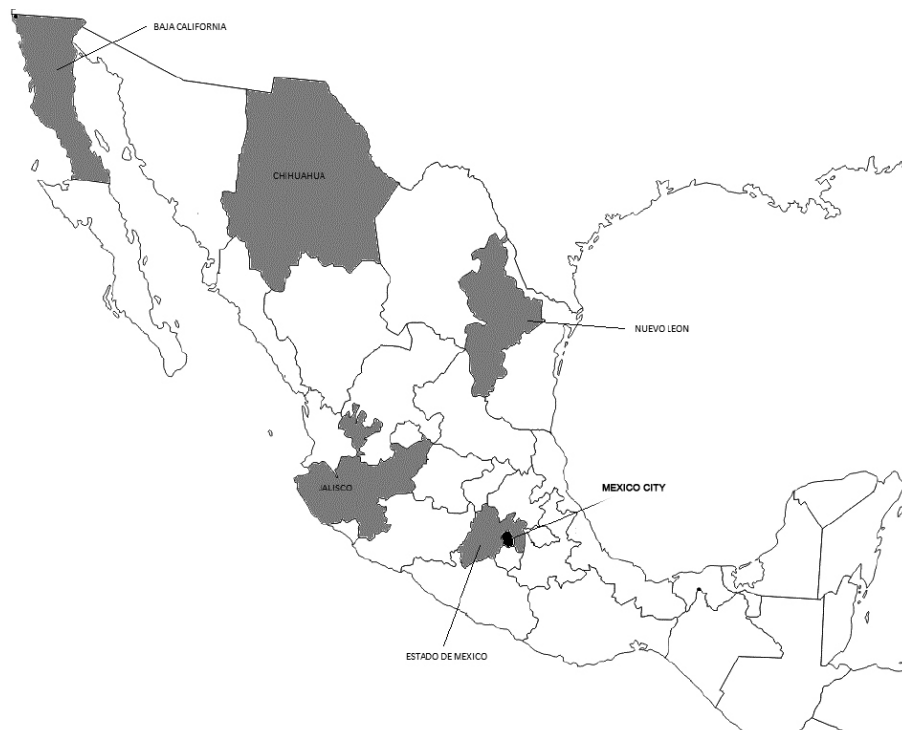 BAJA CALIFORNIA
CHIHUAHUA
NUEVO LEON
JALISCO
MEXICO CITY
ESTADO DE MEXICO